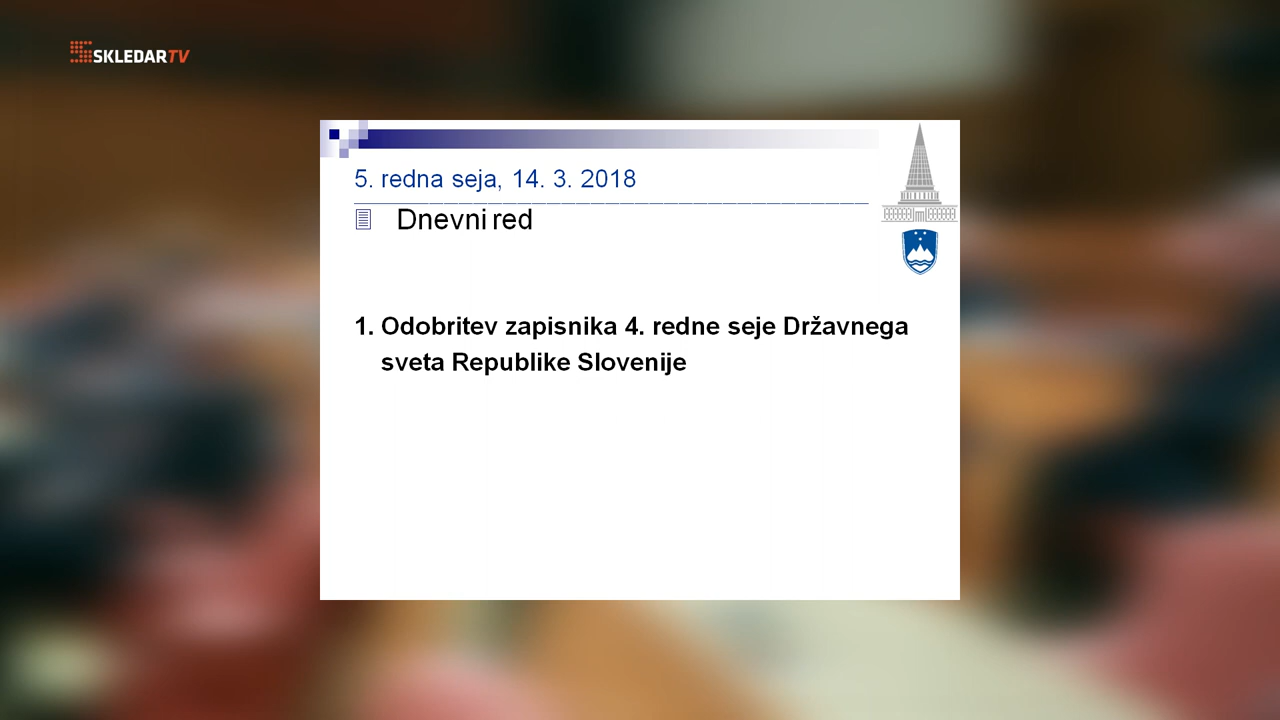 SKLEDARTV
5. redna seja, 14. 3. 2018
Dnevni red
1. Odobritev zapisnika 4. redne seje Državnega
sveta Republike Slovenije